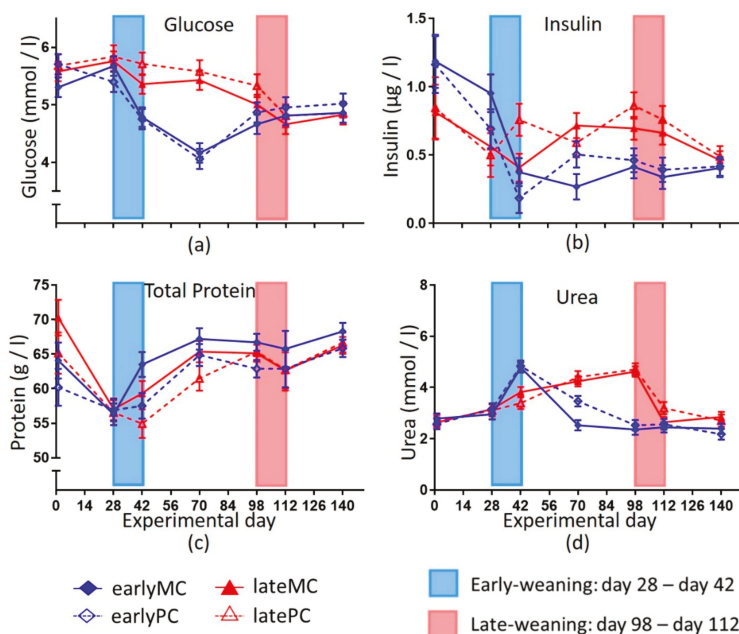 Glucose
Glucose (mmol / l)
6
5
4
(a)
Insulin
Insulin (µg / l)
1.5
1.0
0.5
0.0
(b)
Total Protein
Protein (g / l)
75
70
65
60
55
50
0 14 28 42 56 70 84 98 112 126 140
Experimental day
(c)
Urea
Urea (mmol / l)
8
6
4
2
0
0 14 28 42 56 70 84 98 112 126 140
Experimental day
(d)
earlyMC
lateMC
earlyPC
latePC
Early-weaning: day 28 – day 42
Late-weaning: day 98 – day 112